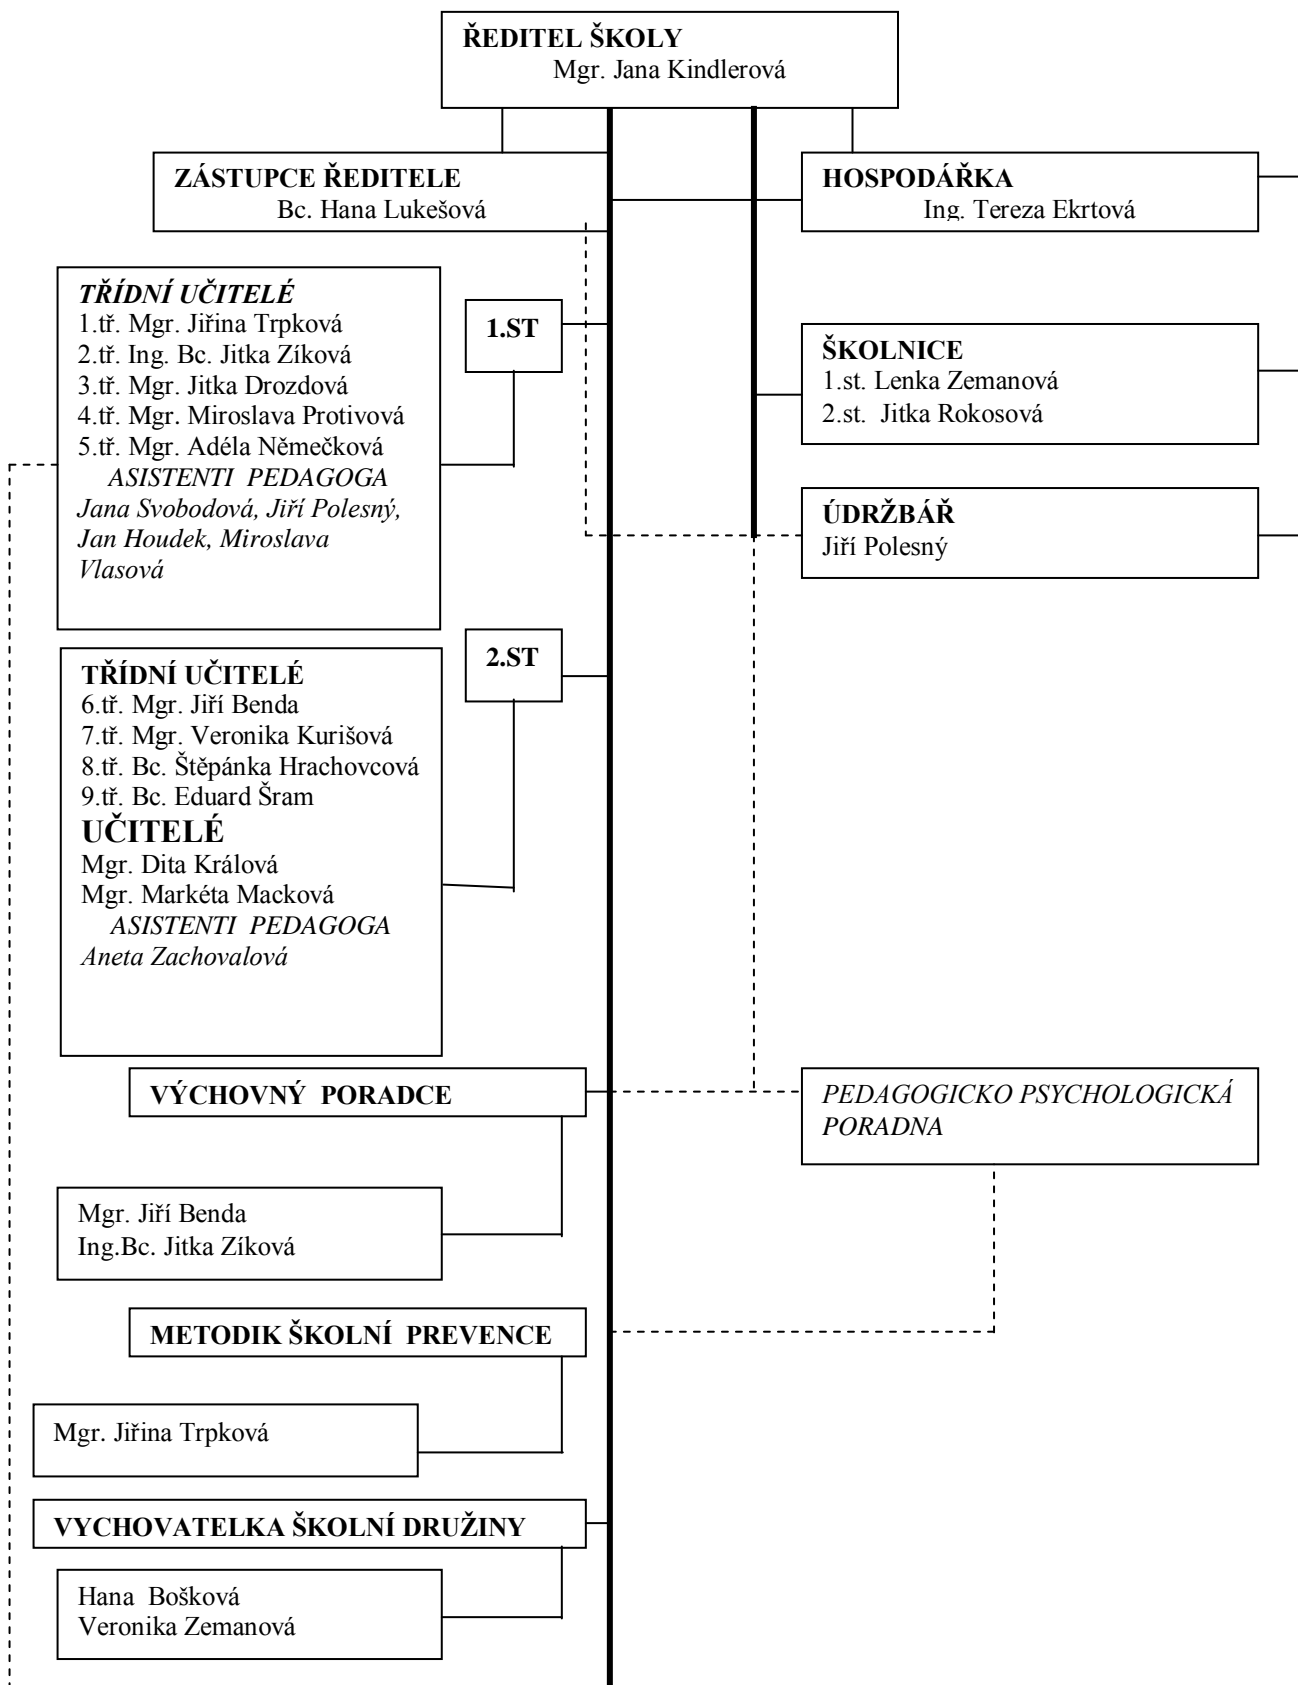 ŘEDITEL ŠKOLY
Mgr. Jana Kindlerová
ZÁSTUPCE ŘEDITELE
Bc. Hana Lukešová
HOSPODÁŘKA
Ing. Tereza Ekrtová
TŘÍDNÍ UČITELÉ
1.tř. Mgr. Jiřina Trpková
2.tř. Ing. Bc. Jitka Zíková
3.tř. Mgr. Jitka Drozdová
4.tř. Mgr. Miroslava Protivová
5.tř. Mgr. Adéla Němečková
ASISTENTI PEDAGOGA
Jana Svobodová, Jiří Polesný,
Jan Houdek, Miroslava
Vlasová
1.ST
ŠKOLNICE
1.st. Lenka Zemanová
2.st. Jitka Rokosová
ÚDRŽBÁŘ
Jiří Polesný
2.ST
TŘÍDNÍ UČITELÉ
6.tř. Mgr. Jiří Benda
7.tř. Mgr. Veronika Kurišová
8.tř. Bc. Štěpánka Hrachovcová
9.tř. Bc. Eduard Šram
UČITELÉ
Mgr. Dita Králová
Mgr. Markéta Macková
ASISTENTI PEDAGOGA
Aneta Zachovalová
VÝCHOVNÝ PORADCE
PEDAGOGICKO PSYCHOLOGICKÁ
PORADNA
Mgr. Jiří Benda
Ing.Bc. Jitka Zíková
METODIK ŠKOLNÍ PREVENCE
Mgr. Jiřina Trpková
VYCHOVATELKA ŠKOLNÍ DRUŽINY
Hana Bošková
Veronika Zemanová